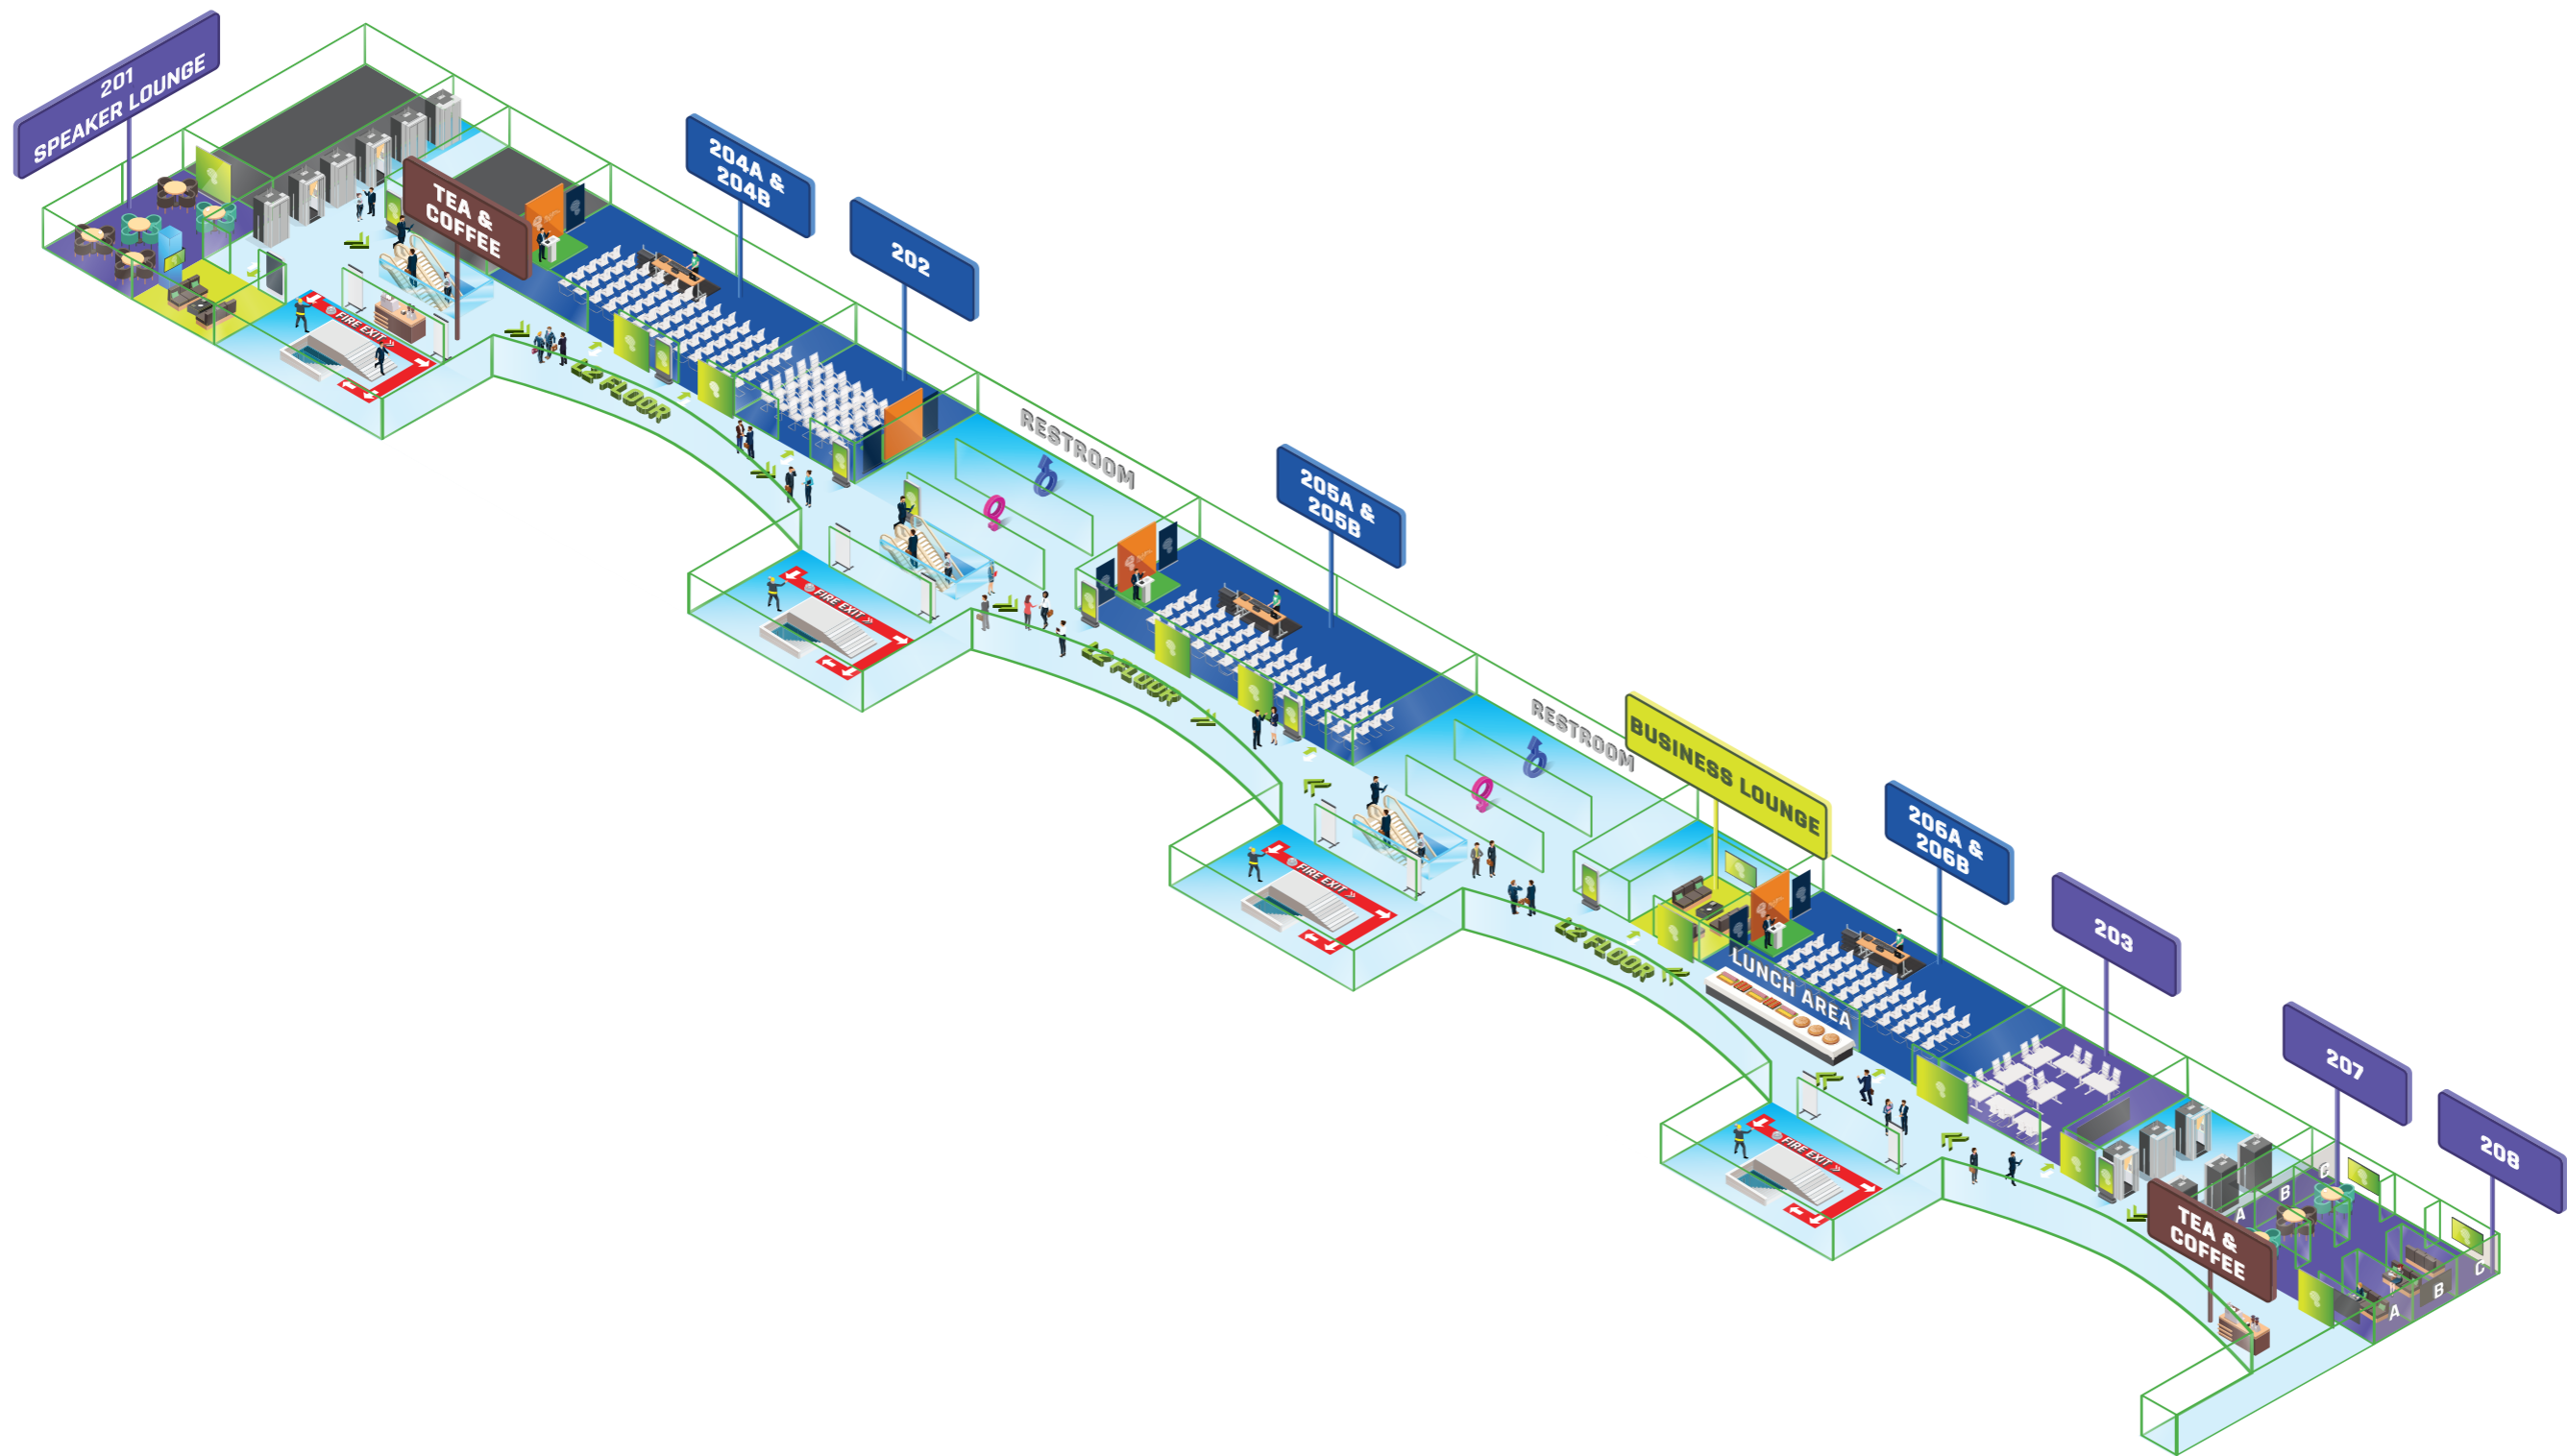 201
SPEAKER LOUNGE
TEA &
COFFEE
204A &
204B
202
FIRE EXIT »
L2 FLOOR
RESTROOM
205A &
205B
FIRE EXIT »
L2 FLOOR
RESTROOM
BUSINESS LOUNGE
206A &
206B
FIRE EXIT »
L2 FLOOR
LUNCH AREA
203
207
208
FIRE EXIT »
TEA &
COFFEE
A
B
C
A
B
C